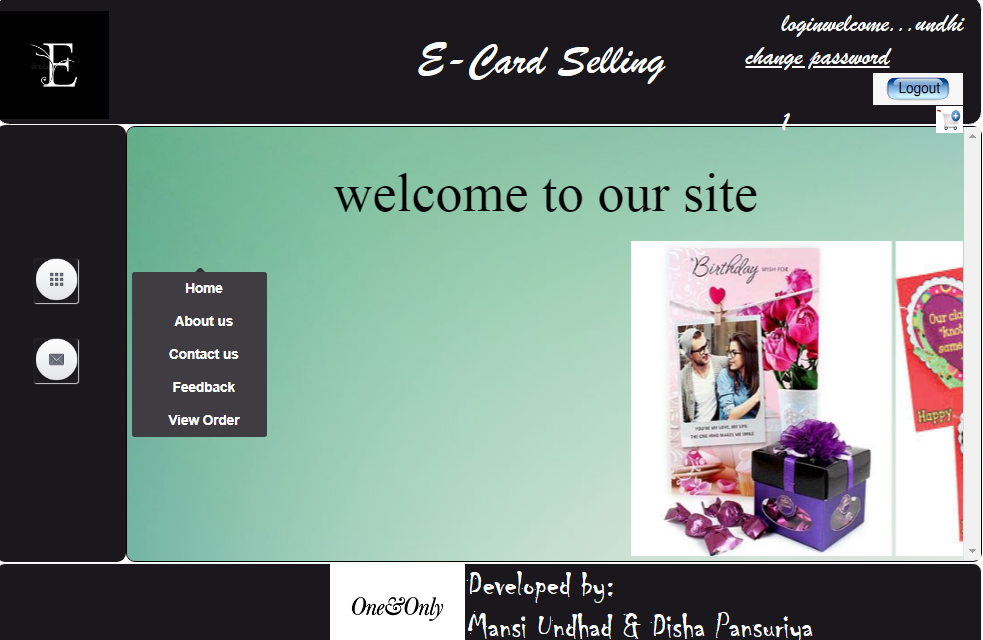 E
E-Card Selling
loginwelcome...undhi
change password
Logout
1
welcome to our site
Home
About us
Contact us
Feedback
View Order
Birthday WISH FOR
YOU'RE MY LOVE, MY LIFE,
THE ONE WHO MAKES ME SMILE
Our cla
"knot
same
Happy
One&Only
Developed by:
Mansi Undhad & Disha Pansuriya